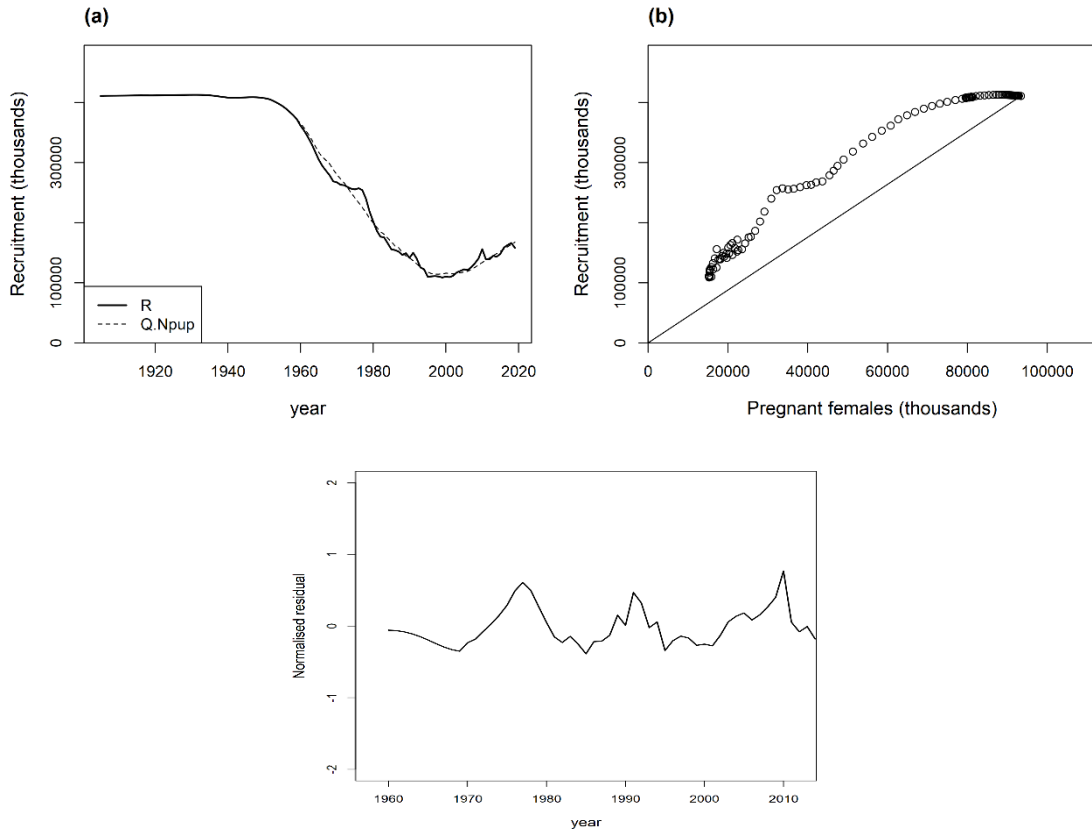 (a)
Recruitment (thousands)
0
100000
300000
R
Q.Npup
1920
1940
1960
1980
2000
2020
year
(b)
Recruitment (thousands)
0
100000
300000
0
20000
40000
60000
80000
100000
Pregnant females (thousands)
Normalised residual
2
1
0
-1
-2
1960
1970
1980
1990
2000
2010
year